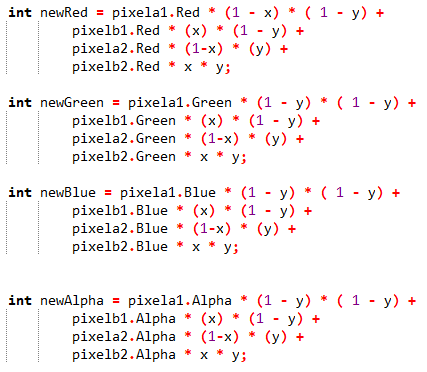 int newRed = pixela1.Red * (1 - x) * ( 1 - y) +
pixelb1.Red * (x) * (1 - y) +
pixela2.Red * (1-x) * (y) +
pixelb2.Red * x * y;
int newGreen = pixela1.Green * (1 - y) * ( 1 - y) +
pixelb1.Green * (x) * (1 - y) +
pixela2.Green * (1-x) * (y) +
pixelb2.Green * x * y;
int newBlue = pixela1.Blue * (1 - y) * ( 1 - y) +
pixelb1.Blue * (x) * (1 - y) +
pixela2.Blue * (1-x) * (y) +
pixelb2.Blue * x * y;
int newAlpha = pixela1.Alpha * (1 - y) * ( 1 - y) +
pixelb1.Alpha * (x) * (1 - y) +
pixela2.Alpha * (1-x) * (y) +
pixelb2.Alpha * x * y;